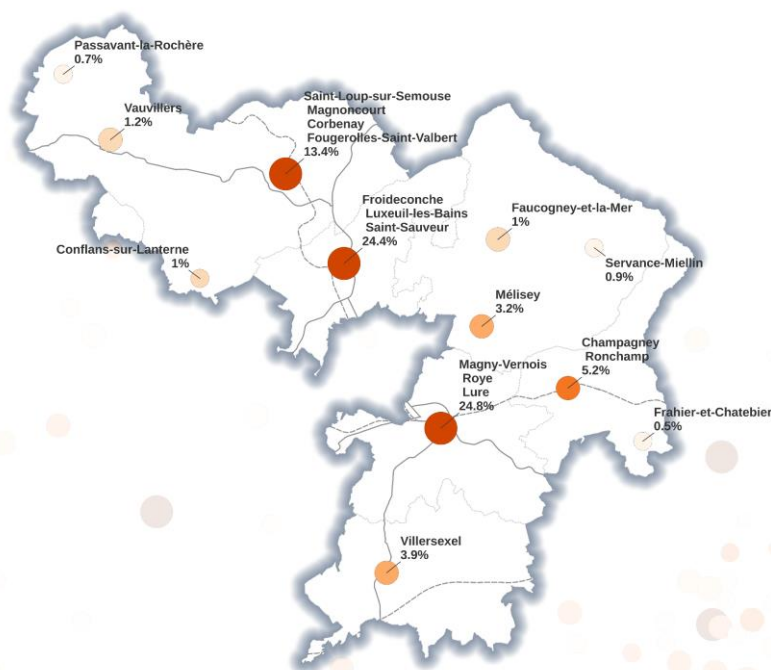 Passavant-la-Rochère
0.7%
Vauvillers
1.2%
Saint-Loup-sur-Semouse
Magnoncourt
Corbenay
Fougerolles-Saint-Valbert
13.4%
Froideconche
Luxeuil-les-Bains
Saint-Sauveur
24.4%
Faucogney-et-la-Mer
1%
Conflans-sur-Lanterne
1%
Servance-Miellin
0.9%
Mélisey
3.2%
Champagney
Ronchamp
5.2%
Magny-Vernois
Roye
Lure
24.8%
Frahier-et-Chatebier
0.5%
Villersexel
3.9%